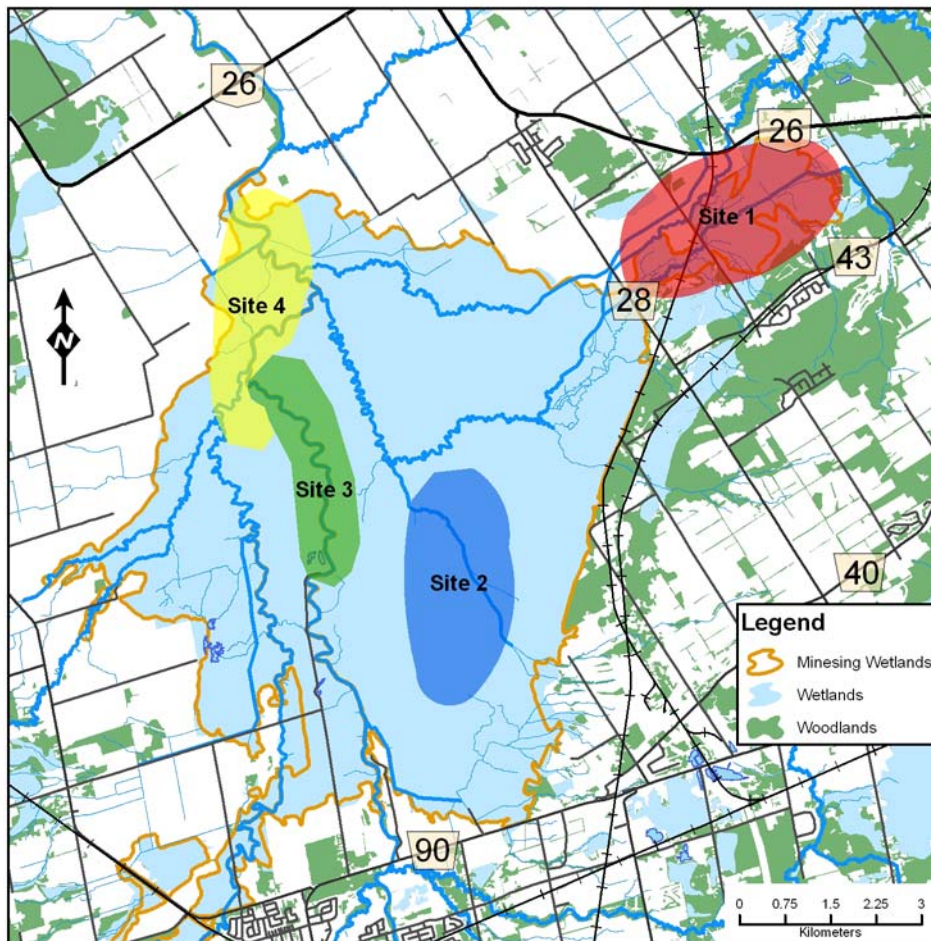 26
26
Site 1
43
28
Site 4
N
Site 3
Site 2
40
Legend
Minesing Wetlands
Wetlands
Woodlands
90
0 0.75 1.5 2.25 3
Kilometers